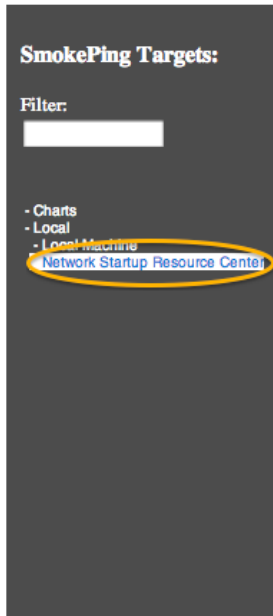 SmokePing Targets:
Filter:
- Charts
- Local
- Local Machine
Network Startup Resource Center